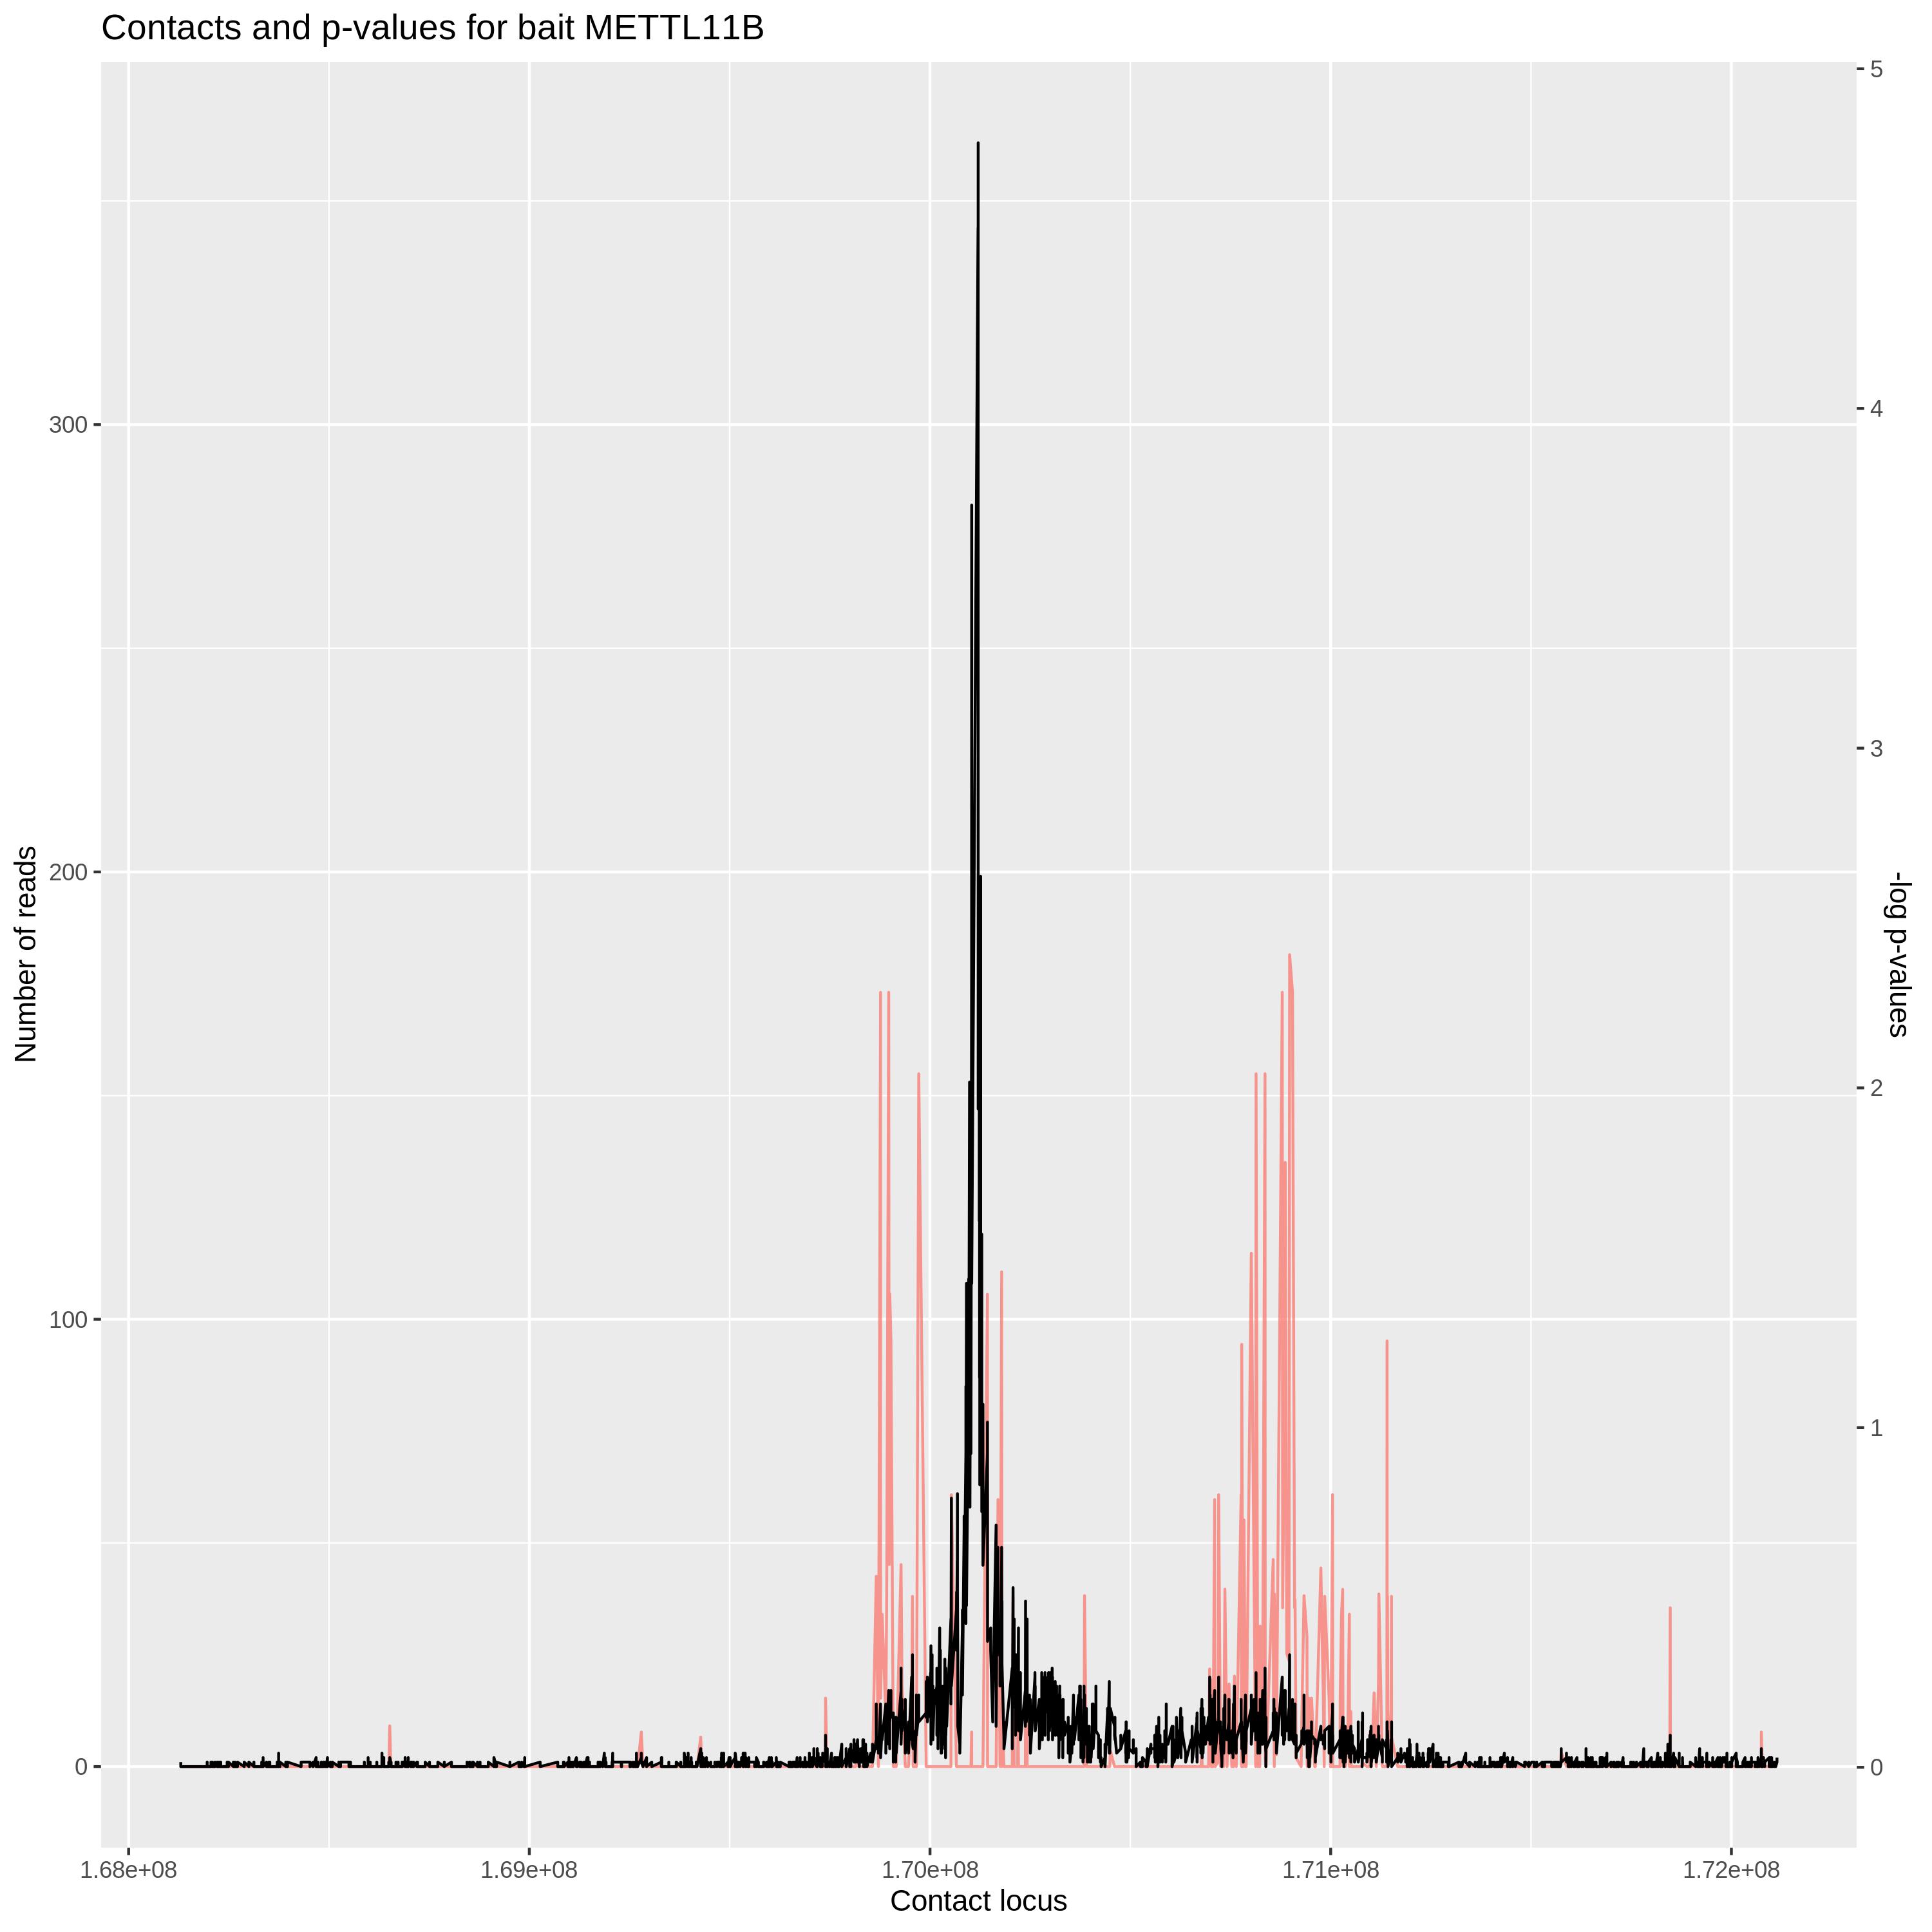 Contacts and p-values for bait METTL11B
Number of reads
300
200
100
0
5
4
3
2
1
0
-log p-values
1.68e+08
1.69e+08
1.70e+08
1.71e+08
1.72e+08
Contact locus